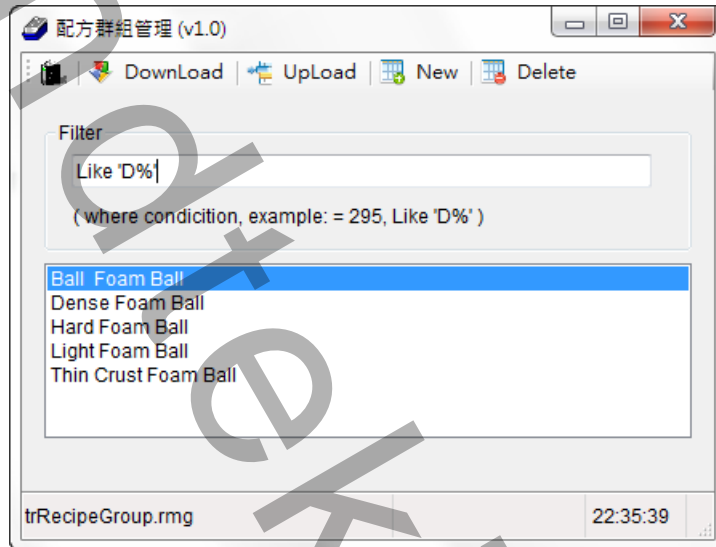 配方群組管理 (v1.0)
DownLoad UpLoad New Delete
Filter
Like 'D%'
( where condicition, example: = 295, Like 'D%' )
Ball  Foam Ball
Dense Foam Ball
Hard Foam Ball
Light Foam Ball
Thin Crust Foam Ball
trRecipeGroup.rmg 22:35:39